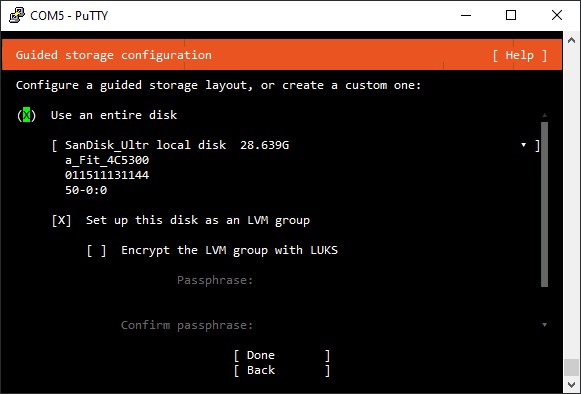 COM5 - PuTTY
Guided storage configuration [ Help ]
Configure a guided storage layout, or create a custom one:
(X) Use an entire disk
[ SanDisk_Ultr local disk 28.639G ▾ ]
a_Fit_4C5300
011511131144
50-0:0
[X] Set up this disk as an LVM group
[ ] Encrypt the LVM group with LUKS
Passphrase:
Confirm passphrase:
[ Done ]
[ Back ]